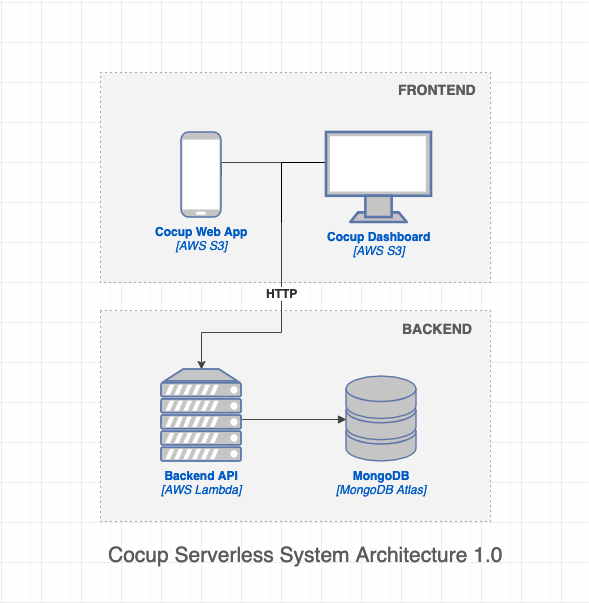 FRONTEND
Cocup Web App
[AWS S3]
Cocup Dashboard
[AWS S3]
HTTP
BACKEND
Backend API
[AWS Lambda]
MongoDB
[MongoDB Atlas]
Cocup Serverless System Architecture 1.0